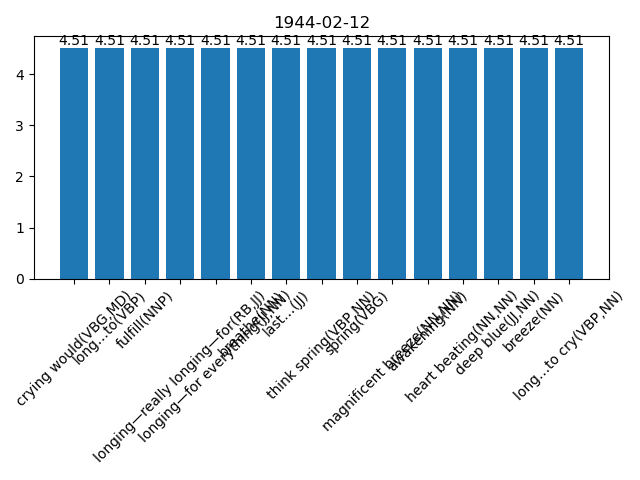 1944-02-12
4.51 4.51 4.51 4.51 4.51 4.51 4.51 4.51 4.51 4.51 4.51 4.51 4.51 4.51 4.51
4
3
2
1
0
crying would(VBG,MD)
long...to(VBP)
fulfill(NNP)
longing—really longing—for(RB,JJ)
longing—for everything(JJ,NN)
last...(JJ)
think spring(VBP,NN)
spring(VBG)
magnificent breeze(NN,NN)
awakening(NN)
heart beating(NN,NN)
deep blue(JJ,NN)
breeze(NN)
long...to cry(VBP,NN)